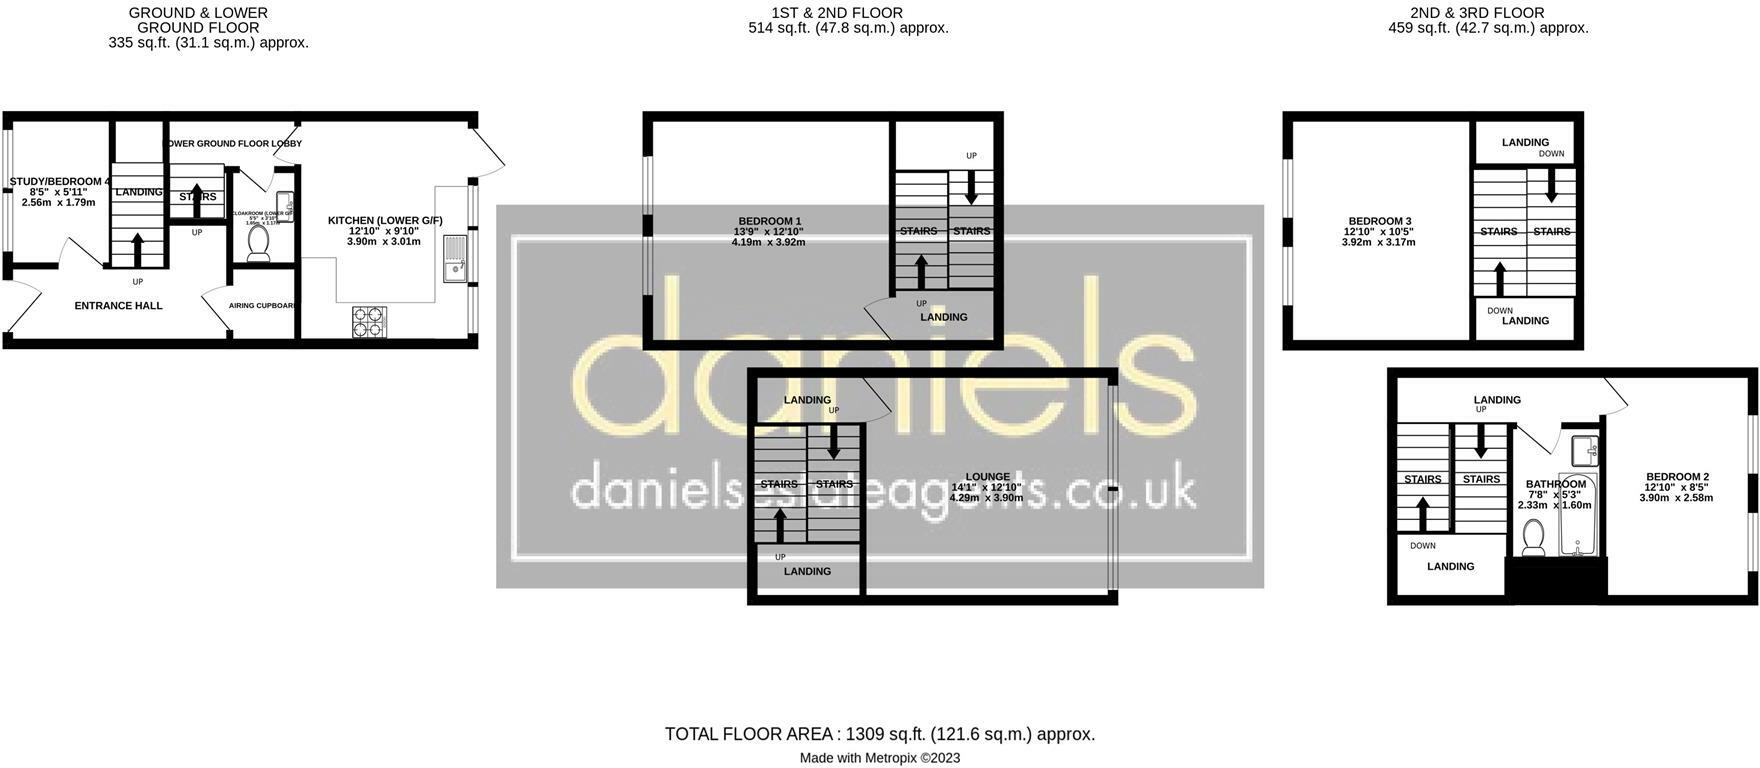 GROUND & LOWER
GROUND FLOOR
335 sq.ft. (31.1 sq.m.) approx.
1ST & 2ND FLOOR
514 sq.ft. (47.8 sq.m.) approx.
2ND & 3RD FLOOR
459 sq.ft. (42.7 sq.m.) approx.
STUDY/BEDROOM 4
8'5" x 5'11"
2.56m x 1.79m
LANDING
UP
LOWER GROUND FLOOR LOBBY
STAIRS
UP
CLOAKROOM (LOWER G/F)
KITCHEN (LOWER G/F)
12'10" x 9'10"
3.90m x 3.01m
ENTRANCE HALL
AIRING CUPBOARD
BEDROOM 1
13'9" x 12'10"
4.19m x 3.92m
UP
STAIRS
STAIRS
UP
LANDING
BEDROOM 3
12'10" x 10'5"
3.92m x 3.17m
LANDING
DOWN
STAIRS
STAIRS
DOWN
LANDING
daniels
danielsestateagents.co.uk
LANDING
UP
STAIRS
STAIRS
UP
LANDING
LOUNGE
14'1" x 12'10"
4.29m x 3.90m
LANDING
UP
STAIRS
STAIRS
DOWN
LANDING
BATHROOM
7'8" x 5'3"
2.33m x 1.60m
BEDROOM 2
12'10" x 8'5"
3.90m x 2.58m
TOTAL FLOOR AREA : 1309 sq.ft. (121.6 sq.m.) approx.
Made with Metropix ©2023